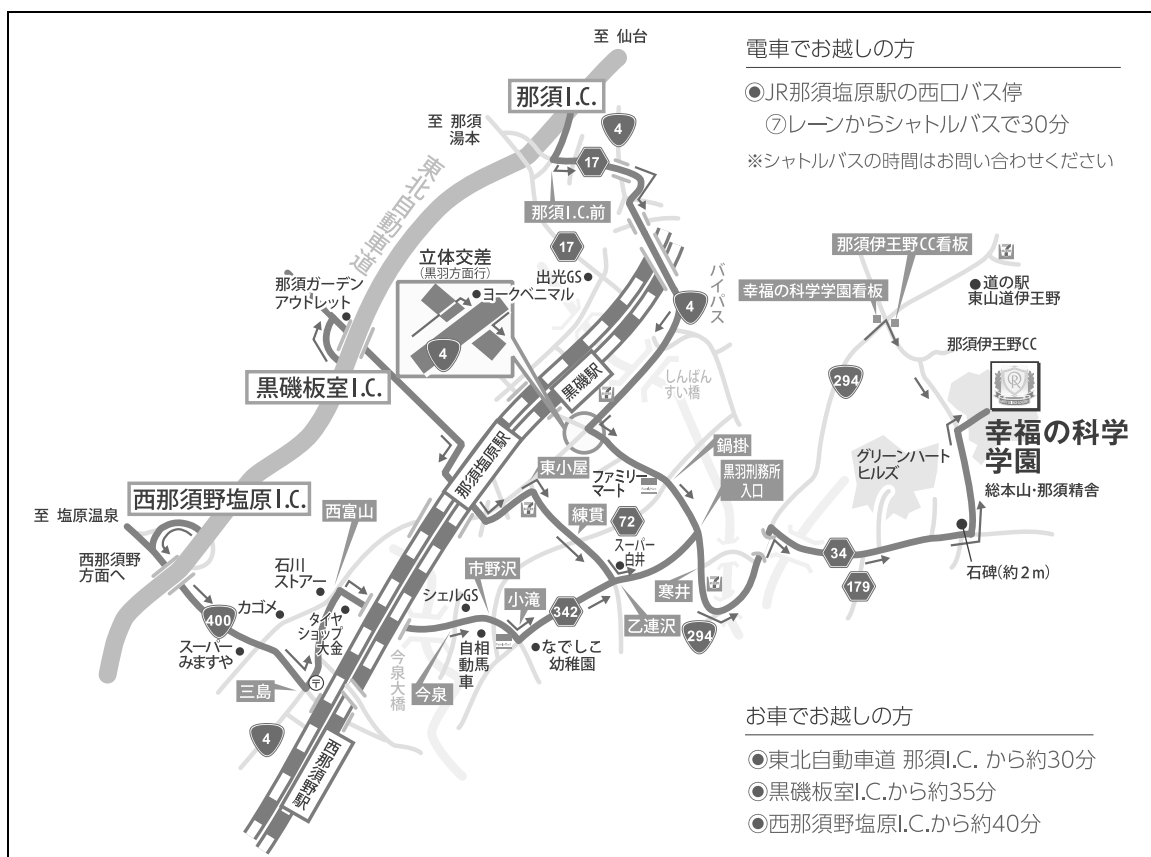 至 仙台
電車でお越しの方
◉JR那須塩原駅の西口バス停
⑦レーンからシャトルバスで30分
※シャトルバスの時間はお問い合わせください
那須I.C.
至 那須
湯本
4
17
東北自動車道
那須I.C.前
17
立体交差
(黒羽方面行)
ヨークベニマル
出光GS
4
バイパス
4
那須伊王野CC看板
幸福の科学学園看板
道の駅
東山道伊王野
那須ガーデン
アウトレット
黒磯板室I.C.
黒磯駅
しんばん
すい橋
294
那須伊王野CC
幸福の科学
学園
総本山・那須精舎
グリーンハート
ヒルズ
那須塩原駅
東小屋
ファミリー
マート
鍋掛
黒羽刑務所
入口
西那須野塩原I.C.
至 塩原温泉
西那須野
方面へ
西富山
石川
ストアー
練貫
72
スーパー
白井
34
179
石碑(約2m)
400
カゴメ
スーパー
みますや
タイヤ
ショップ
大金
〒
三島
シェルGS
市野沢
小滝
342
寒井
乙連沢
294
今泉大橋
今泉
自動車
相馬
なでしこ
幼稚園
4
西那須野駅
お車でお越しの方
◉東北自動車道 那須I.C. から約30分
◉黒磯板室I.C.から約35分
◉西那須野塩原I.C.から約40分